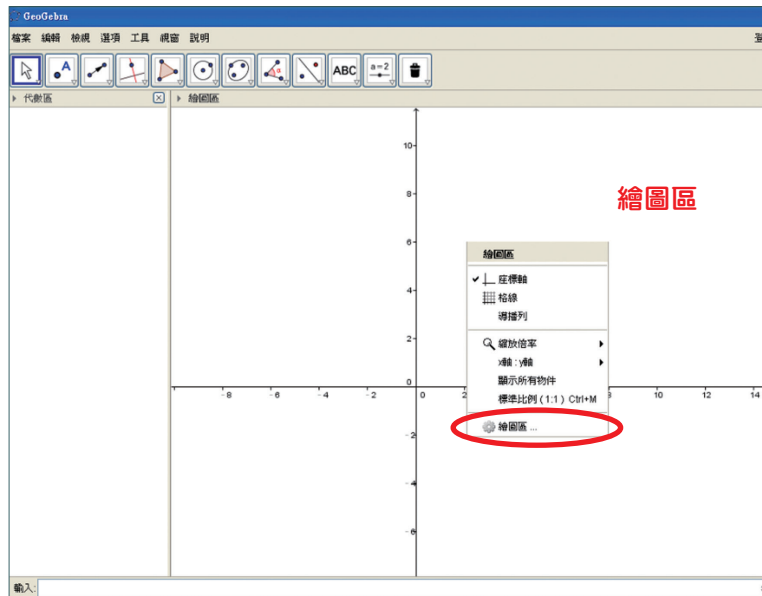 GeoGebra
檔案 編輯 檢視 選項 工具 視窗 說明
A ABC a=2
代數區 繪圖區
10
8
繪圖區
6
繪圖區
座標軸
4
格線
導播列
2
縮放倍率
x軸 : y軸
顯示所有物件
0
標準比例 ( 1:1 ) Ctrl+M
-8 -6 -4 -2 0 2 8 10 12 14
繪圖區 ...
-2
-4
-6
輸入: